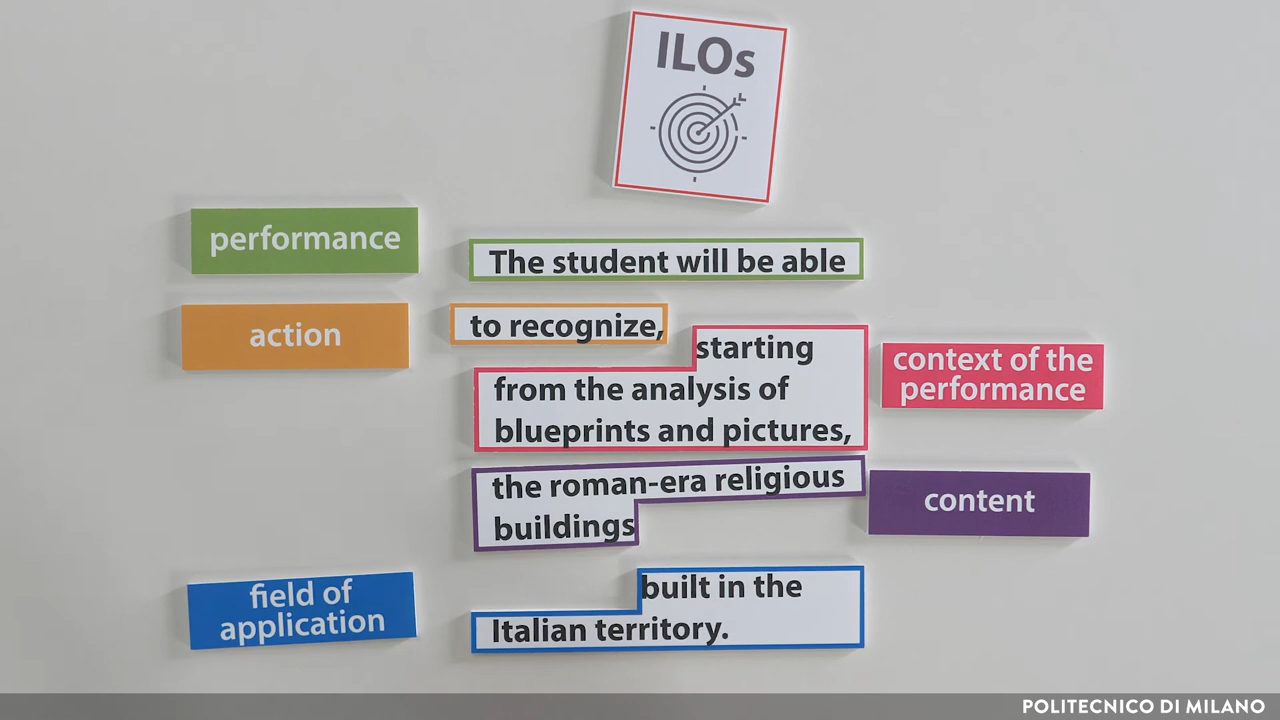 ILOs
performance
The student will be able
action
to recognize,
starting
from the analysis of
blueprints and pictures,
context of the
performance
the roman-era religious
buildings
content
field of
application
built in the
Italian territory.
POLITECNICO DI MILANO